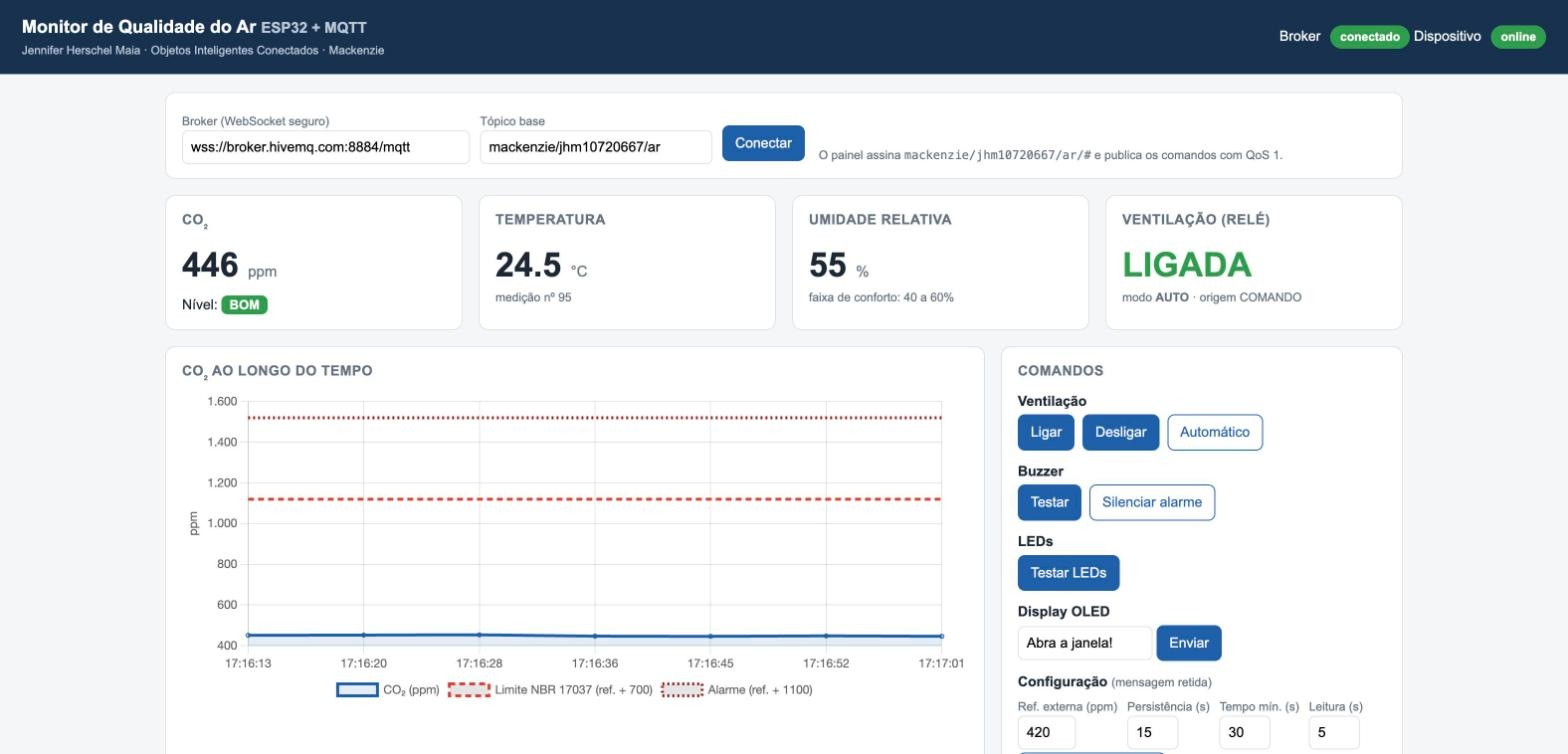 Monitor de Qualidade do Ar ESP32 + MQTT
Jennifer Herschel Maia · Objetos Inteligentes Conectados · Mackenzie
Broker conectado Dispositivo online
Broker (WebSocket seguro)
wss://broker.hivemq.com:8884/mqtt
Tópico base
mackenzie/jhm10720667/ar
Conectar
O painel assina mackenzie/jhm10720667/ar/# e publica os comandos com QoS 1.
CO₂
446 ppm
Nível: BOM
TEMPERATURA
24.5 °C
medição nº 95
UMIDADE RELATIVA
55 %
faixa de conforto: 40 a 60%
VENTILAÇÃO (RELÉ)
LIGADA
modo AUTO · origem COMANDO
CO₂ AO LONGO DO TEMPO
ppm
1.600
1.400
1.200
1.000
800
600
400
17:16:13 17:16:20 17:16:28 17:16:36 17:16:45 17:16:52 17:17:01
CO₂ (ppm) Limite NBR 17037 (ref. + 700) Alarme (ref. + 1100)
COMANDOS
Ventilação
Ligar Desligar Automático
Buzzer
Testar Silenciar alarme
LEDs
Testar LEDs
Display OLED
Abra a janela! Enviar
Configuração (mensagem retida)
Ref. externa (ppm) Persistência (s) Tempo mín. (s) Leitura (s)
420 15 30 5